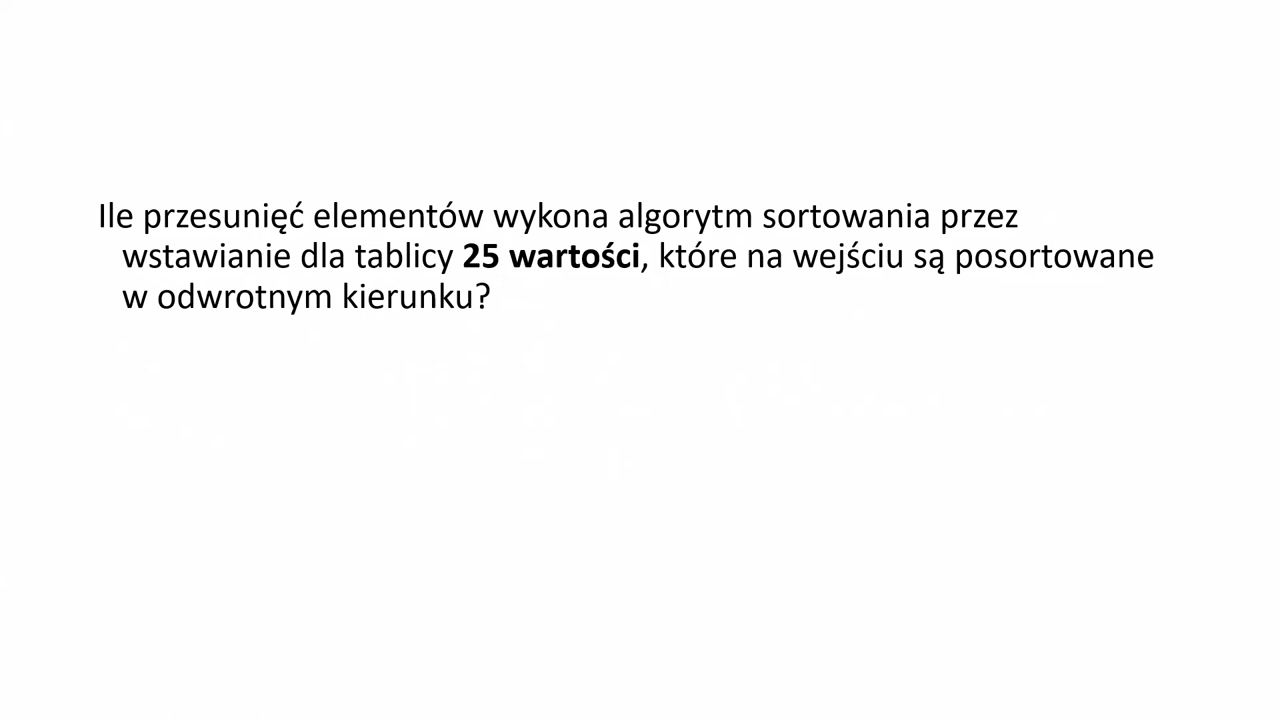 Ile przesunięć elementów wykona algorytm sortowania przez
wstawianie dla tablicy 25 wartości, które na wejściu są posortowane
w odwrotnym kierunku?